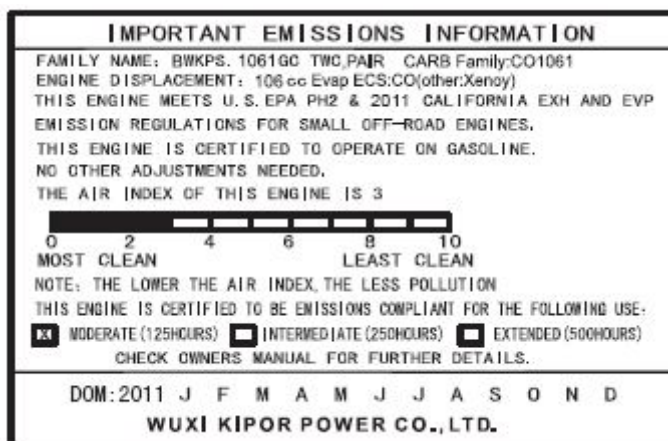 IMPORTANT EMISSIONS INFORMATION
FAMILY NAME: BWKPS. 1061GC TWC,PAIR CARB Family:CO1061
ENGINE DISPLACEMENT: 106 cc Evap ECS:CO(other:Xenoy)
THIS ENGINE MEETS U.S.EPA PH2 & 2011 CALIFORNIA EXH AND EVP
EMISSION REGULATIONS FOR SMALL OFF-ROAD ENGINES.
THIS ENGINE IS CERTIFIED TO OPERATE ON GASOLINE.
NO OTHER ADJUSTMENTS NEEDED.
THE AIR INDEX OF THIS ENGINE IS 3
0 2 4 6 8 10
MOST CLEAN LEAST CLEAN
NOTE: THE LOWER THE AIR INDEX,THE LESS POLLUTION
THIS ENGINE IS CERTIFIED TO BE EMISSIONS COMPLIANT FOR THE FOLLOWING USE:
X MODERATE(125HOURS) INTERMEDIATE(250HOURS) EXTENDED(500HOURS)
CHECK OWNERS MANUAL FOR FURTHER DETAILS.
DOM:2011 J F M A M J J A S O N D
WUXI KIPOR POWER CO.,LTD.